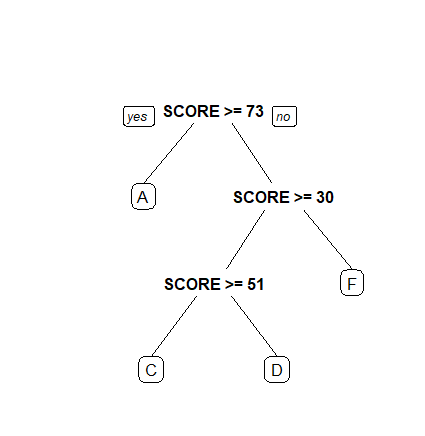 yes SCORE >= 73 no
A
SCORE >= 30
SCORE >= 51
F
C
D